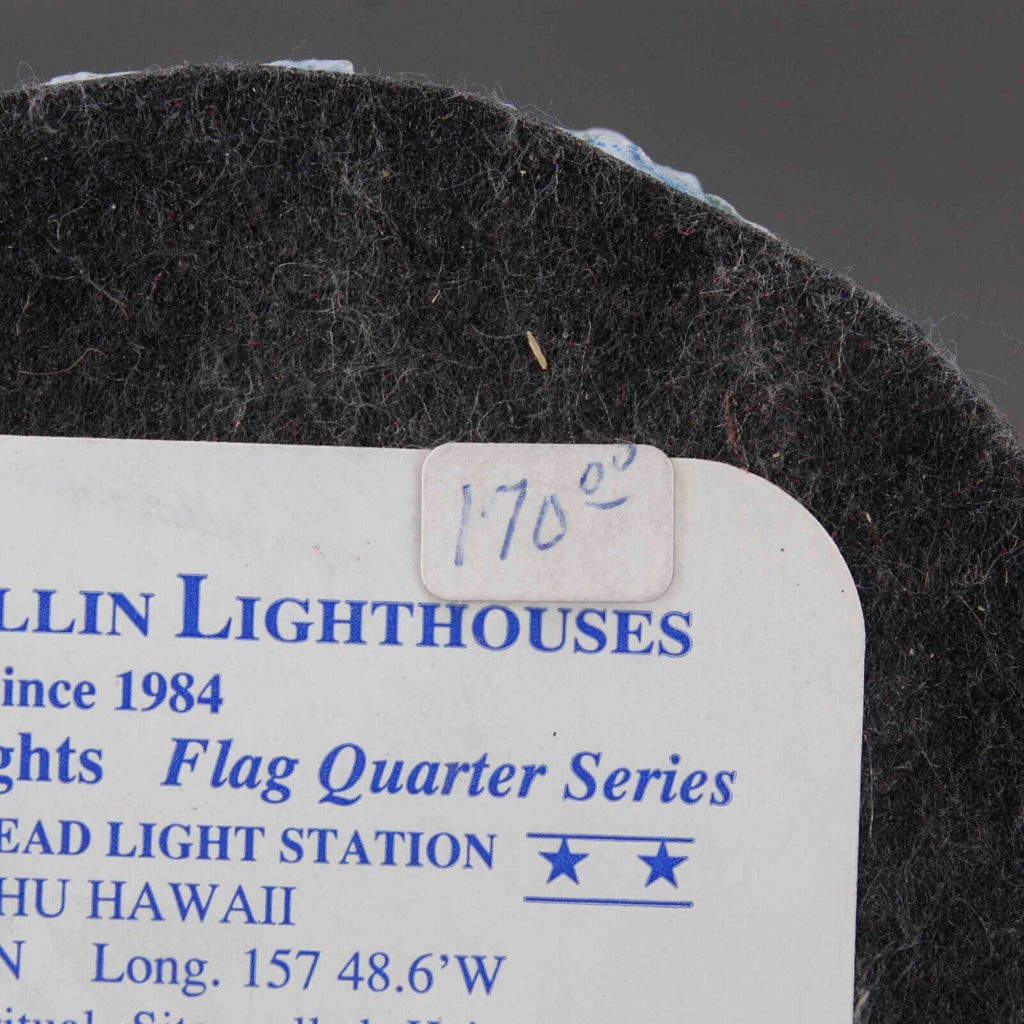 170.00
LLIN LIGHTHOUSES
ince 1984
ghts Flag Quarter Series
EAD LIGHT STATION
HU HAWAII
N Long. 157 48.6'W